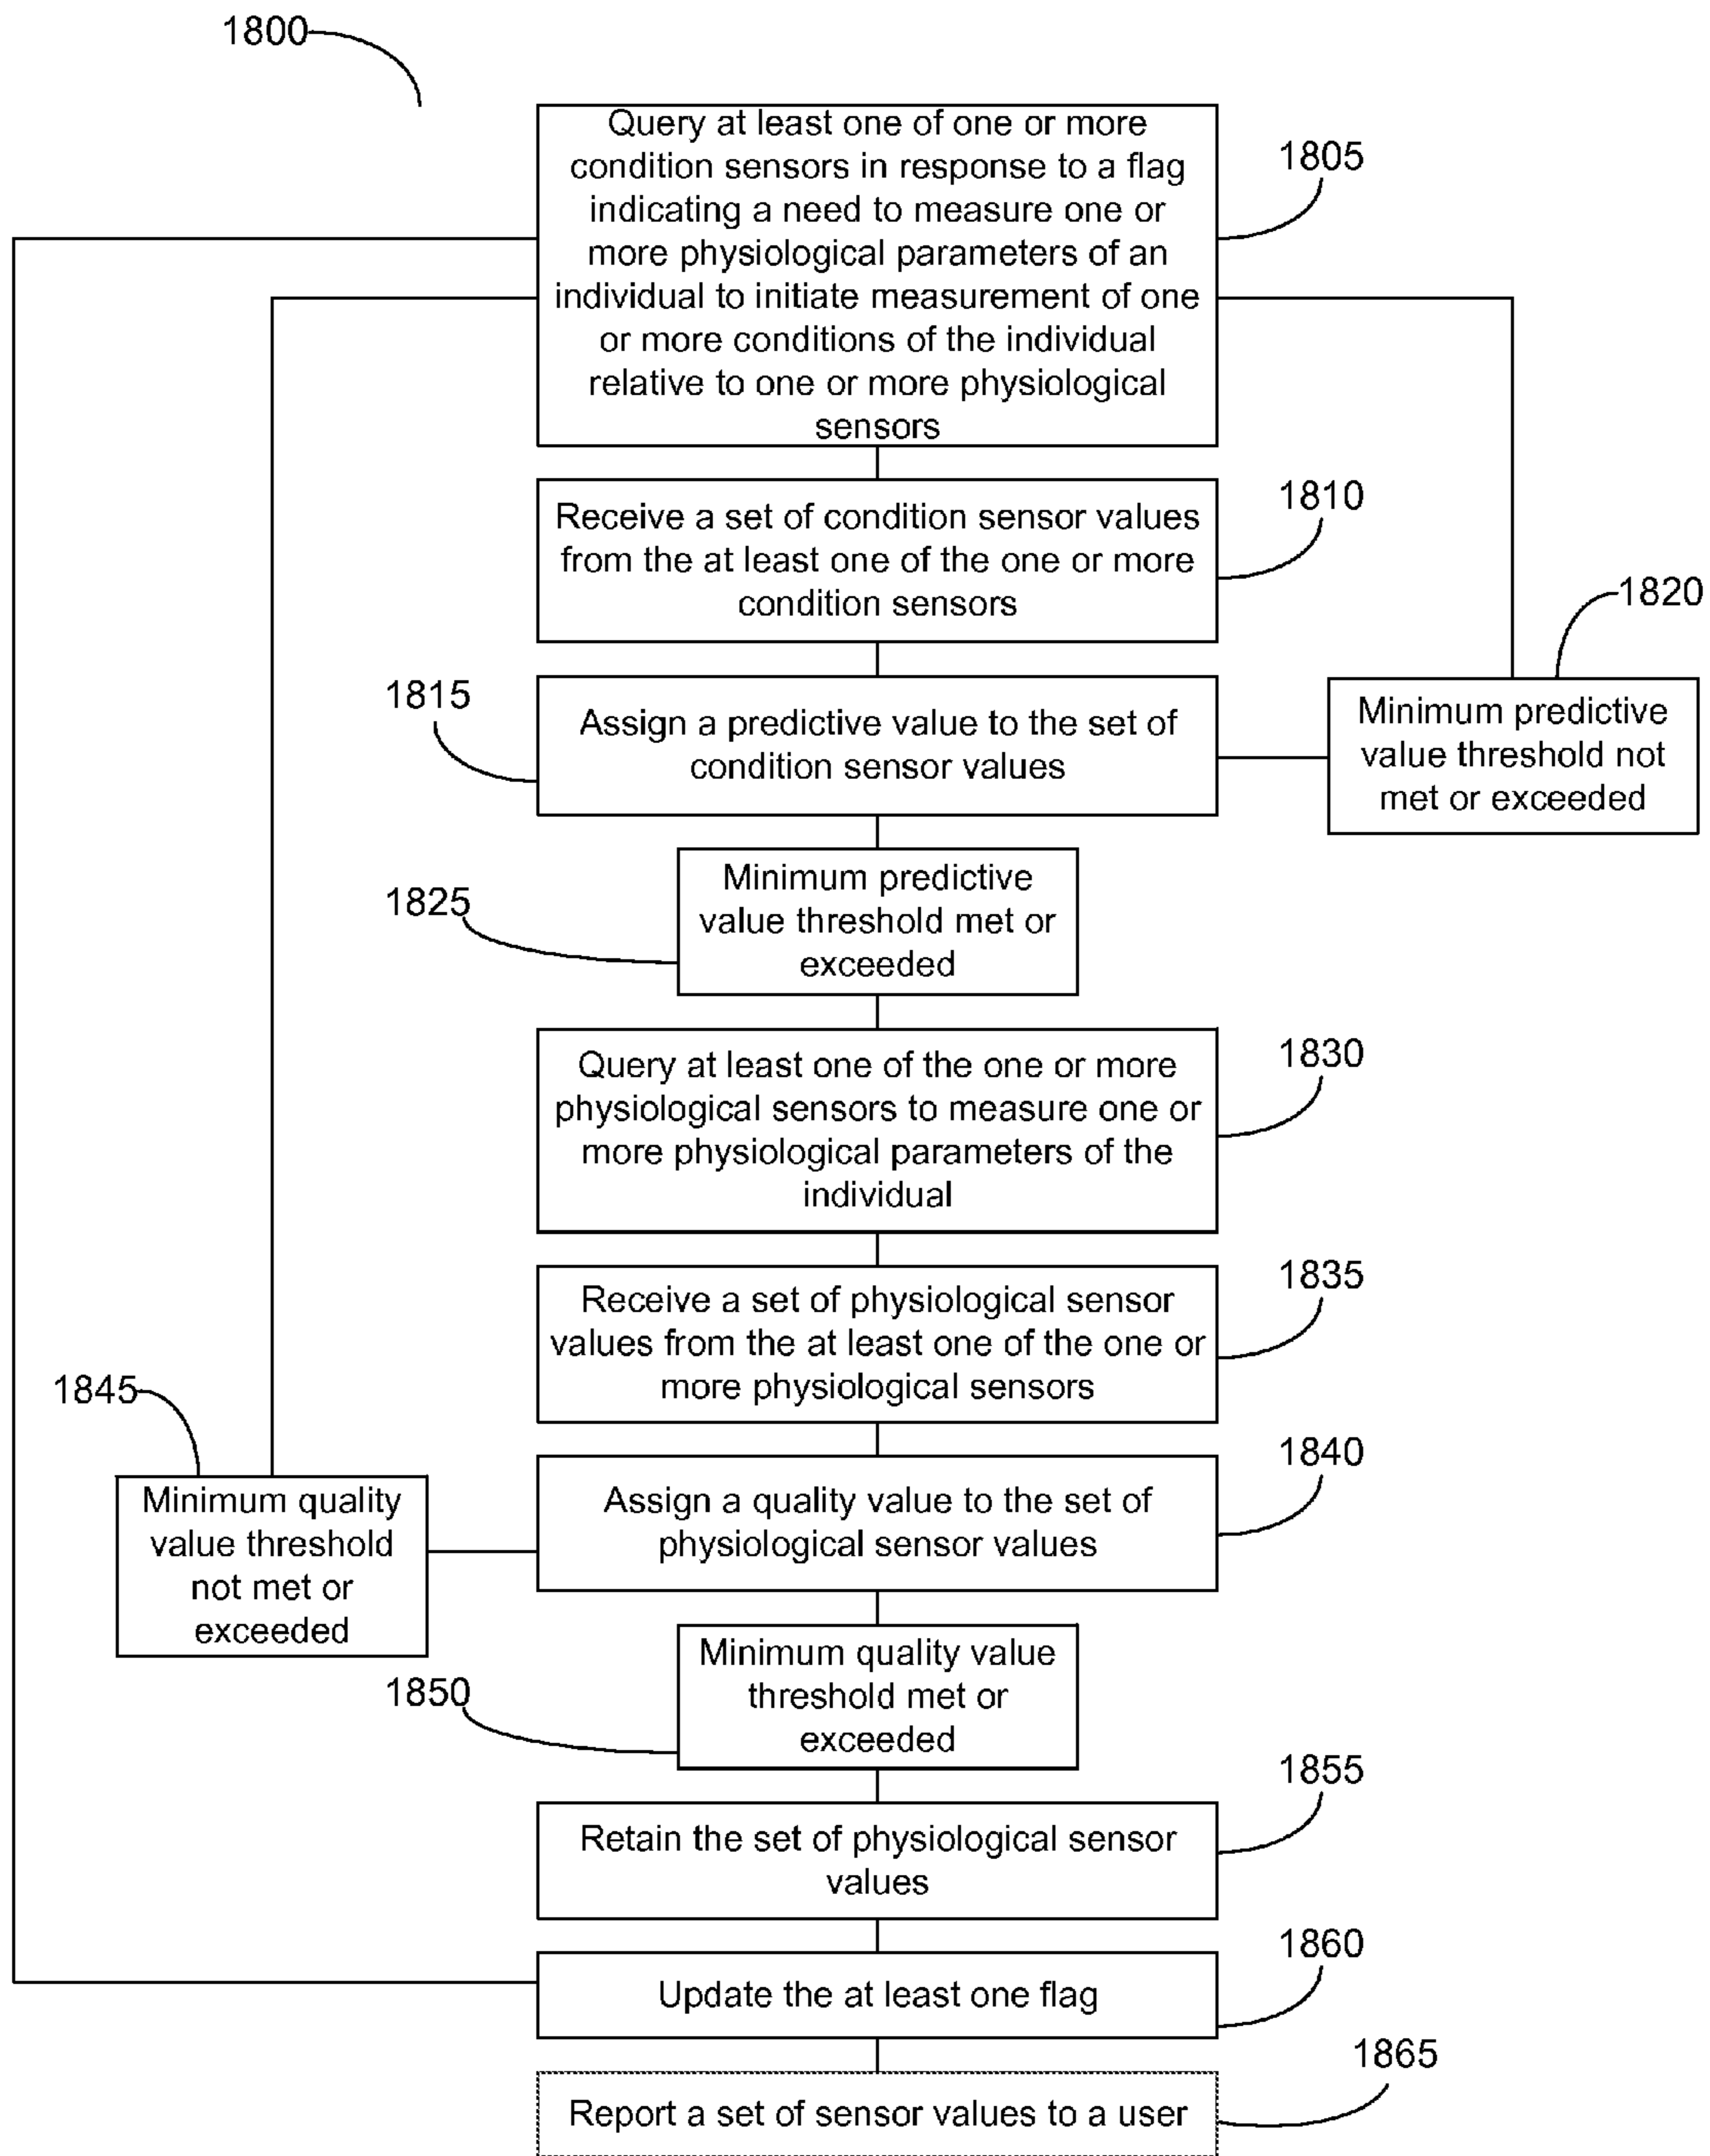 1800
Query at least one of one or more
condition sensors in response to a flag
indicating a need to measure one or
more physiological parameters of an
individual to initiate measurement of one
or more conditions of the individual
relative to one or more physiological
sensors
1805
Receive a set of condition sensor values
from the at least one of the one or more
condition sensors
1810
1815
Assign a predictive value to the set of
condition sensor values
1820
Minimum predictive
value threshold not
met or exceeded
1825
Minimum predictive
value threshold met or
exceeded
Query at least one of the one or more
physiological sensors to measure one or
more physiological parameters of the
individual
1830
Receive a set of physiological sensor
values from the at least one of the one or
more physiological sensors
1835
1845
Minimum quality
value threshold
not met or
exceeded
Assign a quality value to the set of
physiological sensor values
1840
1850
Minimum quality value
threshold met or
exceeded
Retain the set of physiological sensor
values
1855
Update the at least one flag
1860
Report a set of sensor values to a user
1865